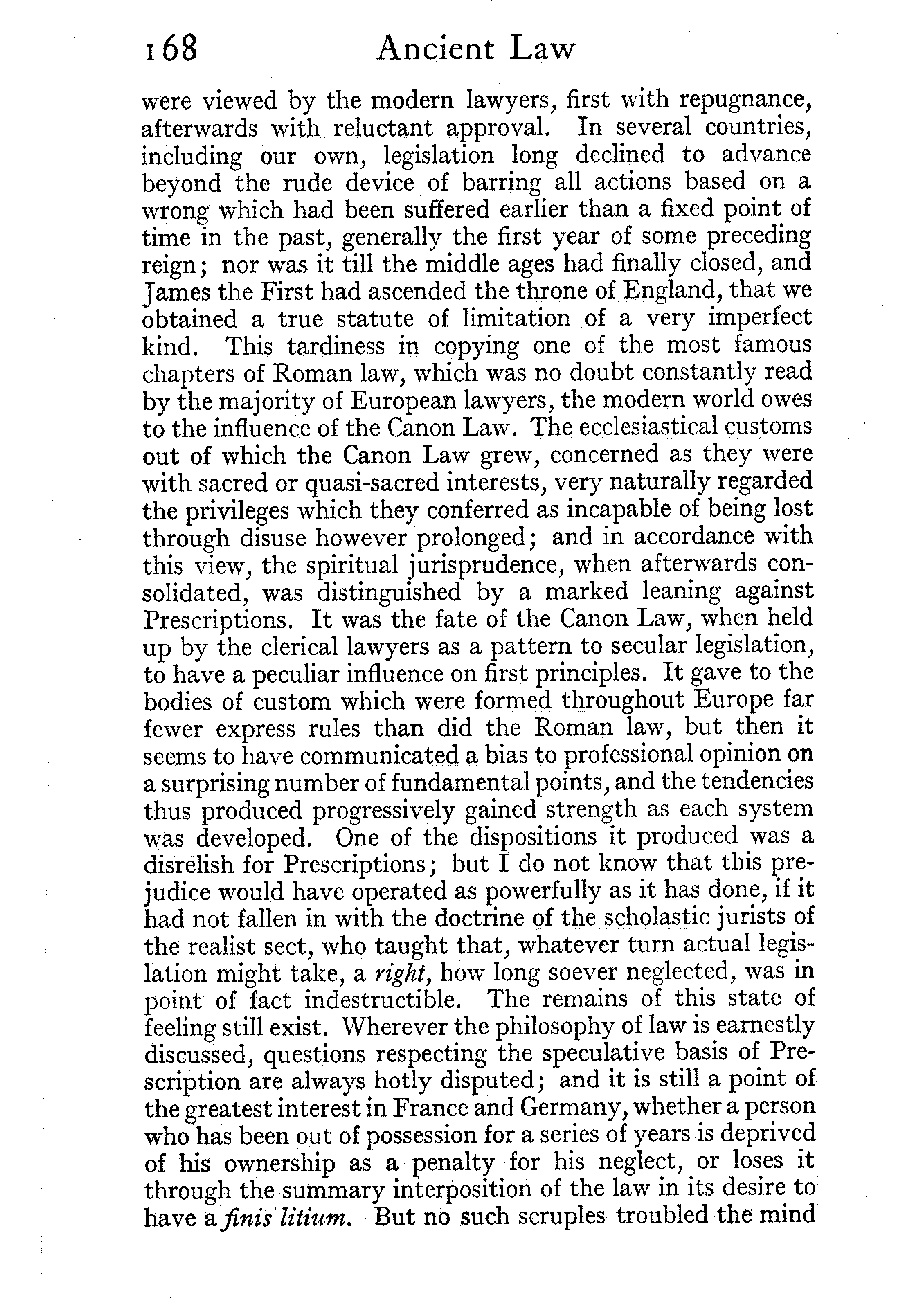 168 Ancient Law
were viewed by the modern lawyers, first with repugnance,
afterwards with reluctant approval. In several countries,
including our own, legislation long declined to advance
beyond the rude device of barring all actions based on a
wrong which had been suffered earlier than a fixed point of
time in the past, generally the first year of some preceding
reign; nor was it till the middle ages had finally closed, and
James the First had ascended the throne of England, that we
obtained a true statute of limitation of a very imperfect
kind. This tardiness in copying one of the most famous
chapters of Roman law, which was no doubt constantly read
by the majority of European lawyers, the modern world owes
to the influence of the Canon Law. The ecclesiastical customs
out of which the Canon Law grew, concerned as they were
with sacred or quasi-sacred interests, very naturally regarded
the privileges which they conferred as incapable of being lost
through disuse however prolonged; and in accordance with
this view, the spiritual jurisprudence, when afterwards con-
solidated, was distinguished by a marked leaning against
Prescriptions. It was the fate of the Canon Law, when held
up by the clerical lawyers as a pattern to secular legislation,
to have a peculiar influence on first principles. It gave to the
bodies of custom which were formed throughout Europe far
fewer express rules than did the Roman law, but then it
seems to have communicated a bias to professional opinion on
a surprising number of fundamental points, and the tendencies
thus produced progressively gained strength as each system
was developed. One of the dispositions it produced was a
disrelish for Prescriptions; but I do not know that this pre-
judice would have operated as powerfully as it has done, if it
had not fallen in with the doctrine of the scholastic jurists of
the realist sect, who taught that, whatever turn actual legis-
lation might take, a right, how long soever neglected, was in
point of fact indestructible. The remains of this state of
feeling still exist. Wherever the philosophy of law is earnestly
discussed, questions respecting the speculative basis of Pre-
scription are always hotly disputed; and it is still a point of
the greatest interest in France and Germany, whether a person
who has been out of possession for a series of years is deprived
of his ownership as a penalty for his neglect, or loses it
through the summary interposition of the law in its desire to
have a finis litium. But no such scruples troubled the mind